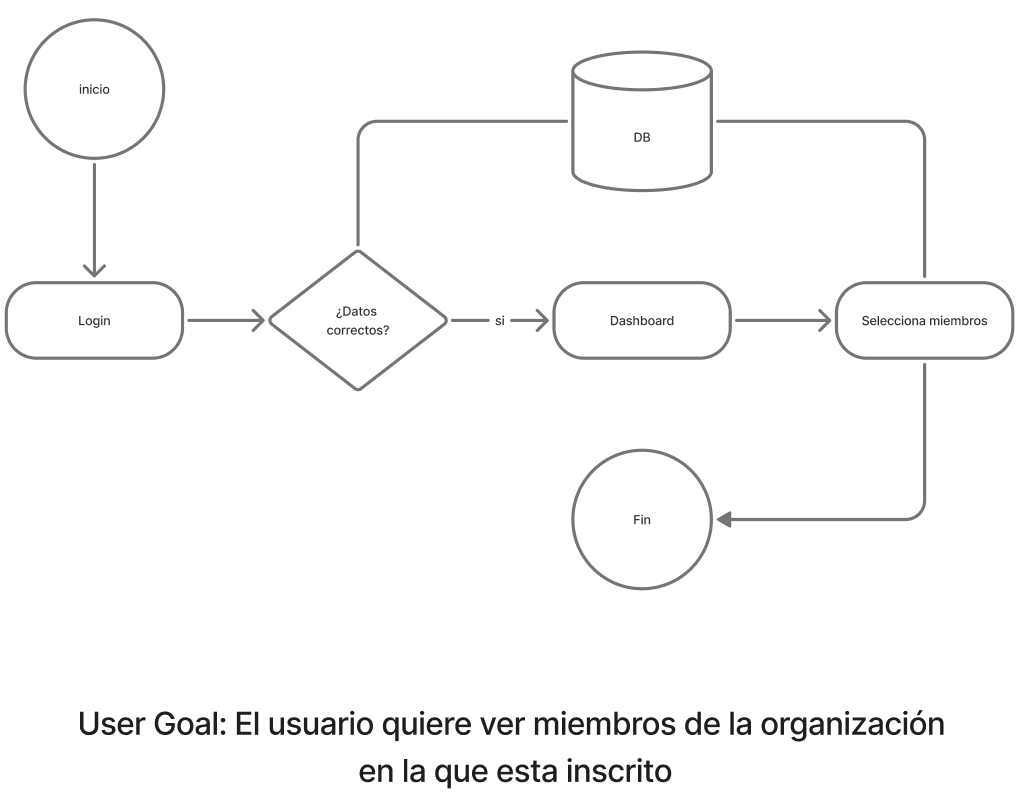 inicio
DB
Login
¿Datos
correctos?
si
Dashboard
Selecciona miembros
Fin
User Goal: El usuario quiere ver miembros de la organización
en la que esta inscrito